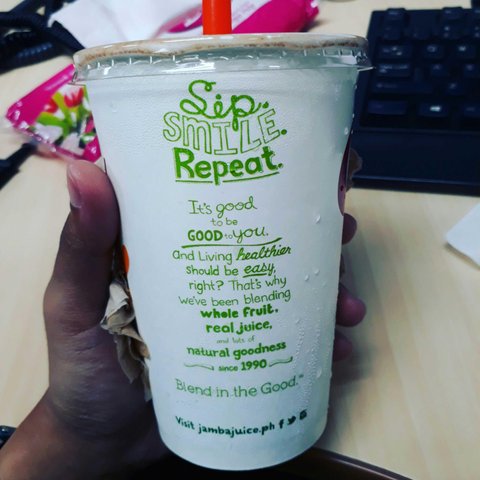 Sip.
SMILE.
Repeat.
It's good
to be
GOOD to you.
and Living healthier
should be easy,
right? That's why
we've been blending
whole fruit,
real juice,
and lots of
natural goodness
since 1990
Blend in the Good.™
Visit jambajuice.ph